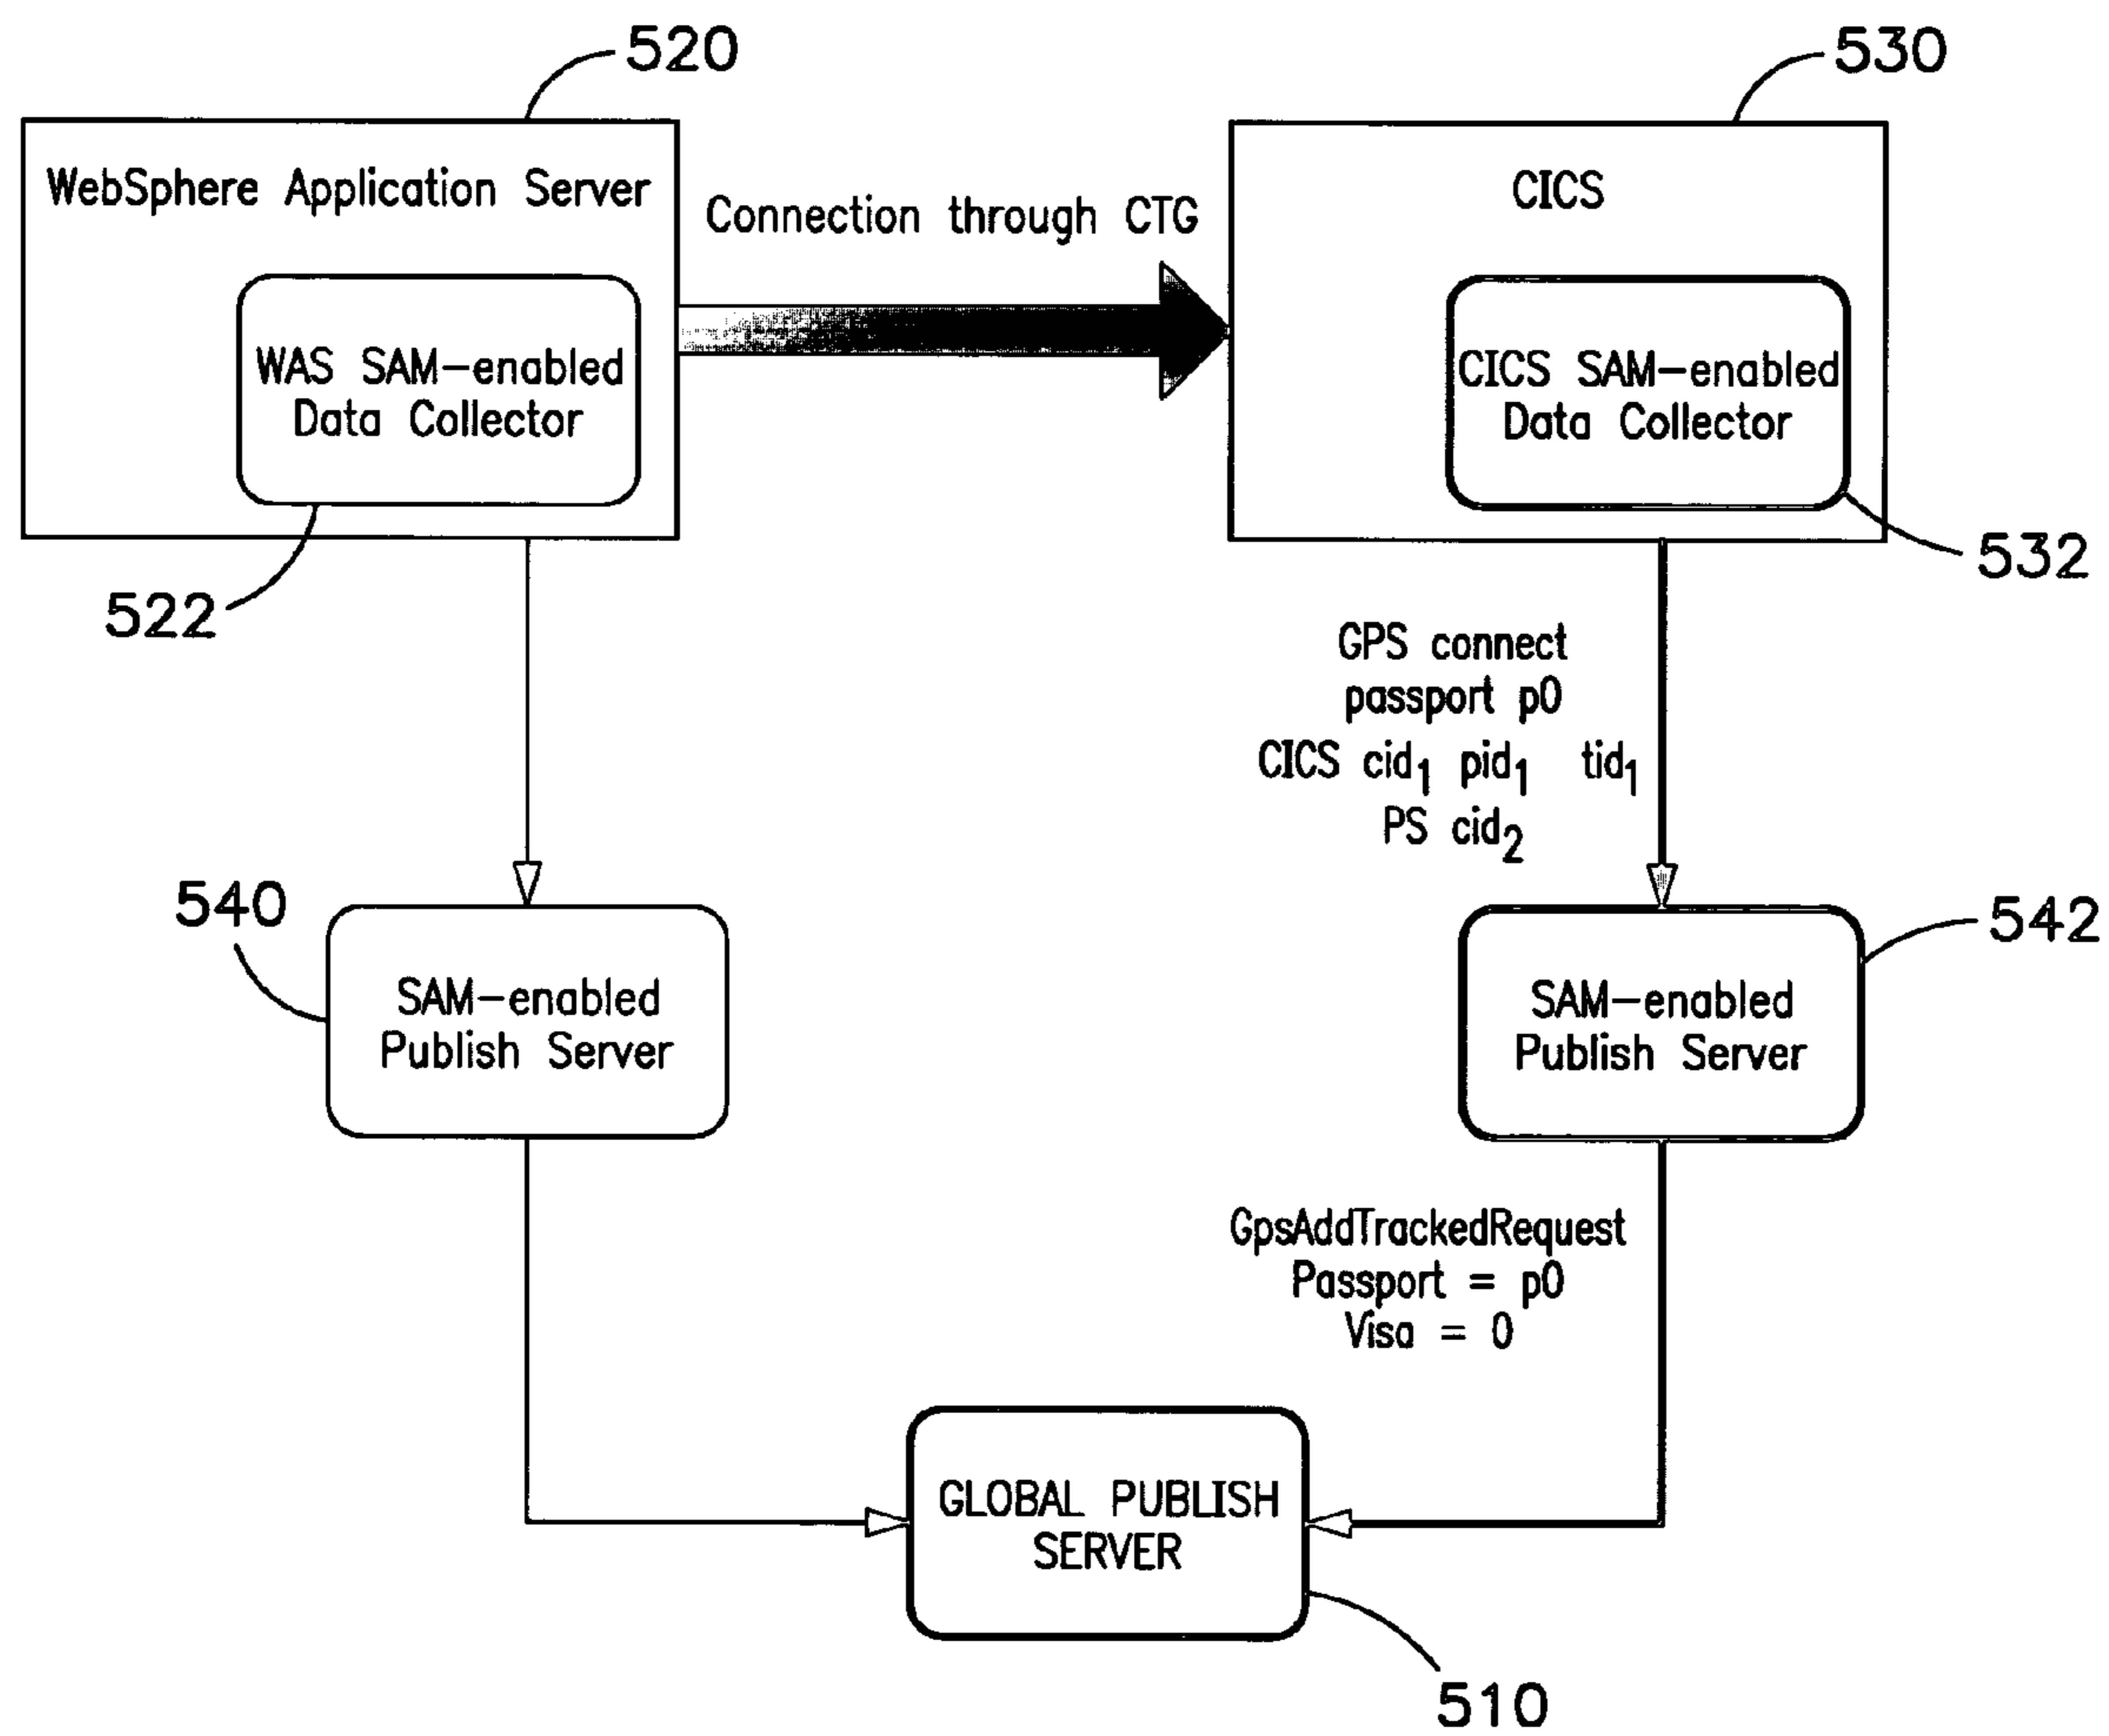 520
530
WebSphere Application Server
CICS
Connection through CTG
WAS SAM-enabled
Data Collector
CICS SAM-enabled
Data Collector
522
532
GPS connect
passport p0
CICS cid1 pid1 tid1
PS cid2
540
542
SAM-enabled
Publish Server
SAM-enabled
Publish Server
GpsAddTrackedRequest
Passport = p0
Visa = 0
GLOBAL PUBLISH
SERVER
510